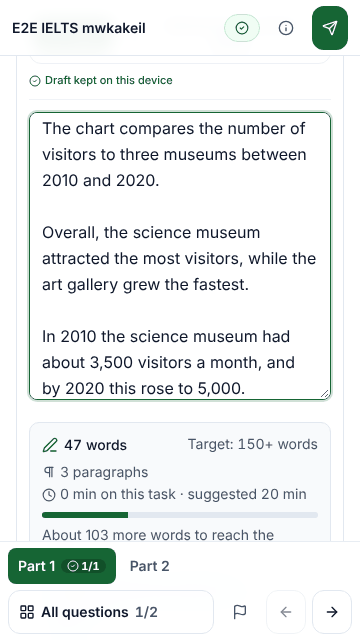 E2E IELTS mwkakeil
Draft kept on this device
The chart compares the number of
visitors to three museums between
2010 and 2020.
Overall, the science museum
attracted the most visitors, while the
art gallery grew the fastest.
In 2010 the science museum had
about 3,500 visitors a month, and
by 2020 this rose to 5,000.
47 words
Target: 150+ words
3 paragraphs
0 min on this task · suggested 20 min
About 103 more words to reach the
Part 1 1/1
Part 2
All questions 1/2